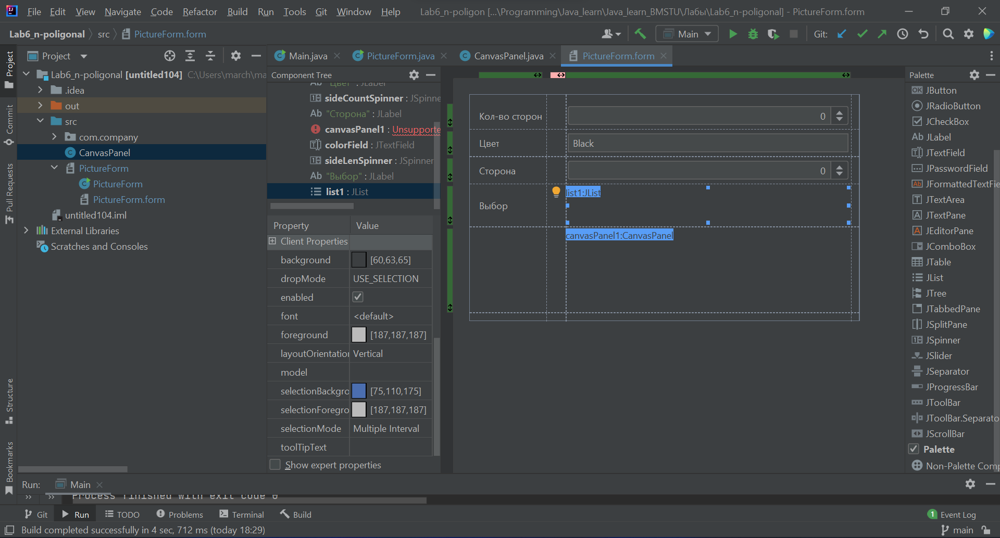 File Edit View Navigate Code Refactor Build Run Tools Git Window Help Lab6_n-poligon [...\Programming\Java_learn\Java_learn_BMSTU\Лабы\Lab6_n-poligonal] - PictureForm.form
Lab6_n-poligonal src PictureForm.form Main Git:
Project
Commit
Pull Requests
Structure
Bookmarks
Project
Lab6_n-poligonal [untitled104] C:\Users\march\ma
.idea
out
src
com.company
CanvasPanel
PictureForm
PictureForm
PictureForm.form
untitled104.iml
External Libraries
Scratches and Consoles
Main.java PictureForm.java CanvasPanel.java PictureForm.form
Component Tree
Ab "Цвет" : JLabel
sideCountSpinner : JSpinne
Ab "Сторона" : JLabel
canvasPanel1 : Unsupporte
colorField : JTextField
sideLenSpinner : JSpinner
Ab "Выбор" : JLabel
list1 : JList
Property Value
Client Properties
background [60,63,65]
dropMode USE_SELECTION
enabled
font <default>
foreground [187,187,187]
layoutOrientation Vertical
model
selectionBackgro [75,110,175]
selectionForegro [187,187,187]
selectionMode Multiple Interval
toolTipText
Show expert properties
Кол-во сторон 0
Цвет Black
Сторона 0
Выбор list1:JList
canvasPanel1:CanvasPanel
Palette
OK JButton
JRadioButton
JCheckBox
Ab JLabel
JTextField
JPasswordField
JFormattedTextFie
JTextArea
JTextPane
JEditorPane
JComboBox
JTable
JList
JTree
JTabbedPane
JSplitPane
JSpinner
JSlider
JSeparator
JProgressBar
JToolBar
JToolBar.Separato
JScrollBar
Palette
Non-Palette Comp
Run: Main
Process finished with exit code 0
Git Run TODO Problems Terminal Build 1 Event Log
Build completed successfully in 4 sec, 712 ms (today 18:29) main